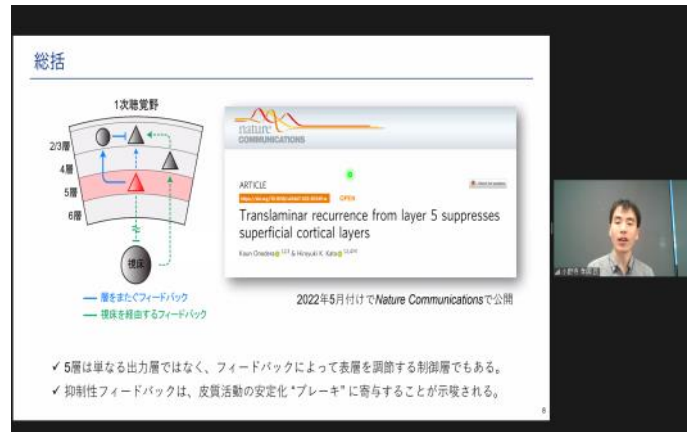 総括
1次聴覚野
2/3層
4層
5層
6層
視床
層をまたぐフィードバック
視床を経由するフィードバック
nature
COMMUNICATIONS
ARTICLE
OPEN
Translaminar recurrence from layer 5 suppresses
superficial cortical layers
Koun Onodera & Hiroyuki K. Kato
2022年5月付けでNature Communicationsで公開
✓ 5層は単なる出力層ではなく、フィードバックによって表層を調節する制御層でもある。
✓ 抑制性フィードバックは、皮質活動の安定化 “ブレーキ” に寄与することが示唆される。